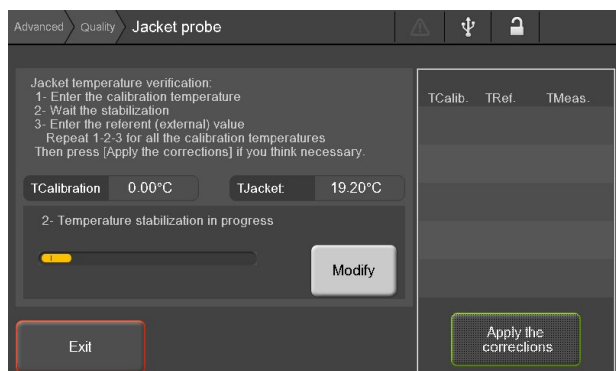 Advanced Quality Jacket probe
Jacket temperature verification:
1- Enter the calibration temperature
2- Wait the stabilization
3- Enter the referent (external) value
Repeat 1-2-3 for all the calibration temperatures
Then press [Apply the corrections] if you think necessary.
TCalibration 0.00°C TJacket: 19.20°C
2- Temperature stabilization in progress
Modify
Exit
TCalib. TRef. TMeas.
Apply the
corrections